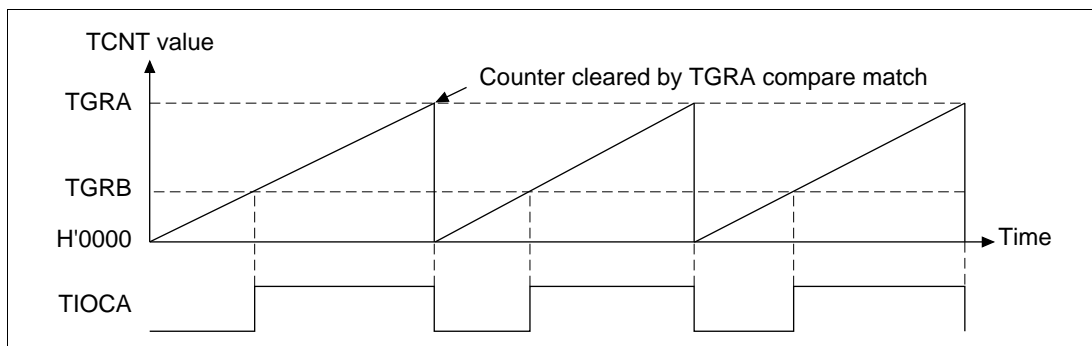 TCNT value
Counter cleared by TGRA compare match
TGRA
TGRB
H'0000
Time
TIOCA